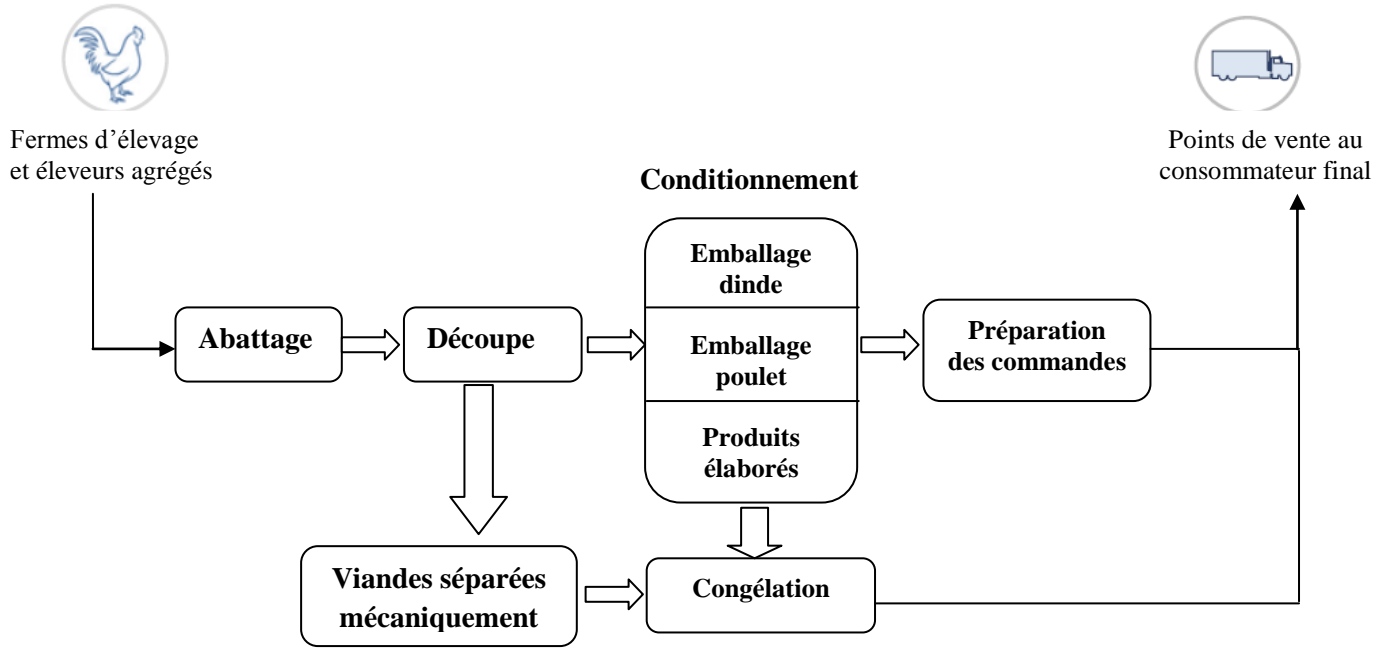 Fermes d’élevage
et éleveurs agrégés
Points de vente au
consommateur final
Conditionnement
Emballage
dinde
Abattage
Découpe
Emballage
poulet
Préparation
des commandes
Produits
élaborés
Viandes séparées
mécaniquement
Congélation